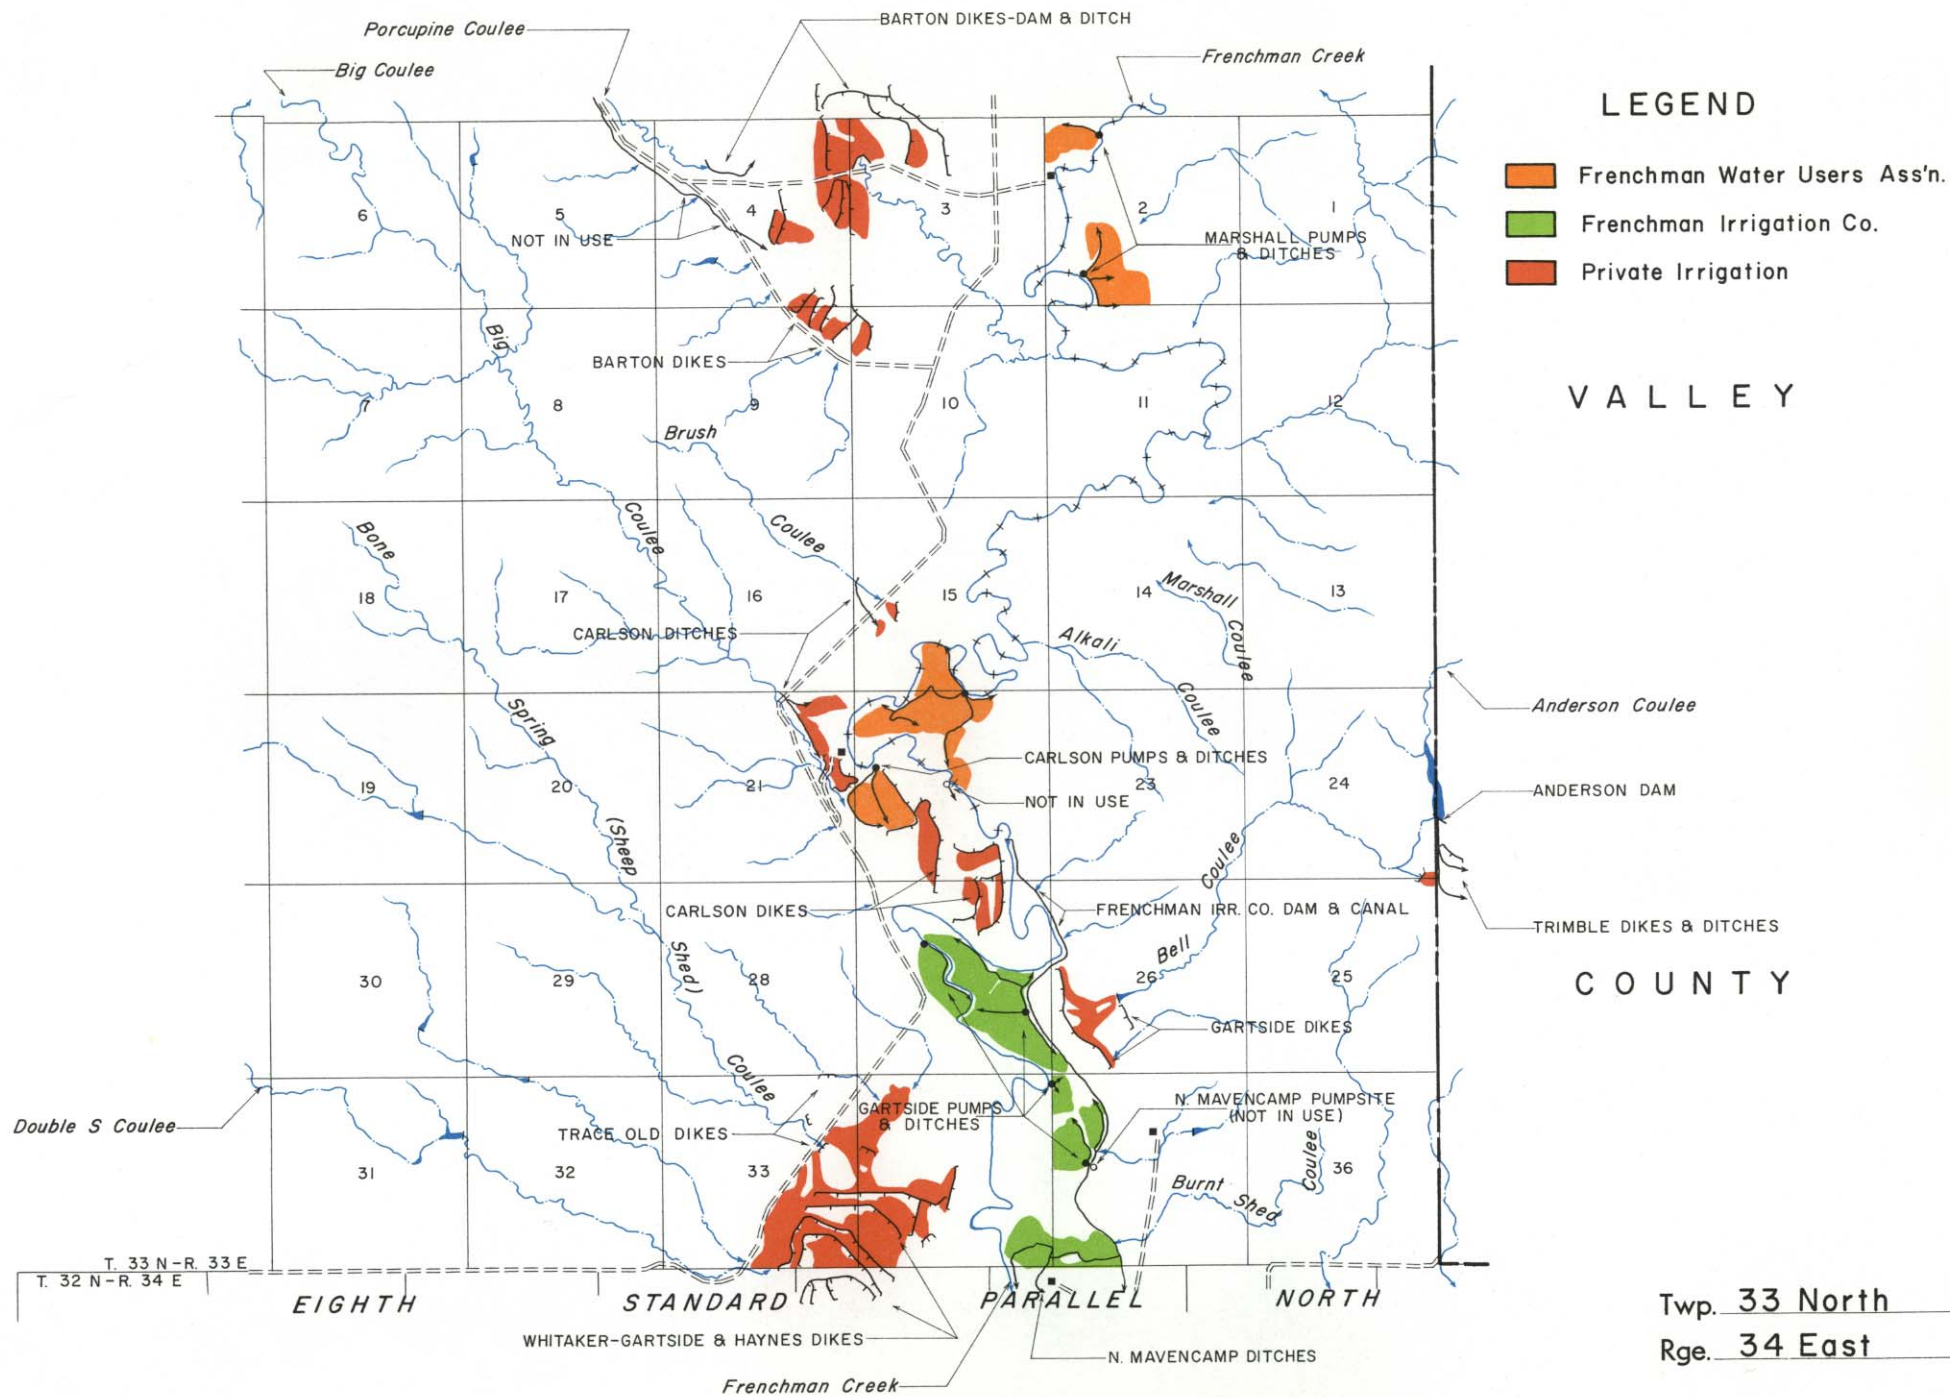 BARTON DIKES-DAM & DITCH
Porcupine Coulee
Big Coulee
Frenchman Creek
LEGEND
Frenchman Water Users Ass'n.
Frenchman Irrigation Co.
Private Irrigation
6
5
4
3
2
1
NOT IN USE
MARSHALL PUMPS
& DITCHES
Big
BARTON DIKES
VALLEY
7
8
9
10
11
12
Brush
Coulee
Coulee
Bone
18
17
16
15
14
13
Marshall
Coulee
CARLSON DITCHES
Alkali
Coulee
Spring
Anderson Coulee
CARLSON PUMPS & DITCHES
19
20
21
23
24
NOT IN USE
ANDERSON DAM
(Sheep
Coulee
CARLSON DIKES
FRENCHMAN IRR. CO. DAM & CANAL
TRIMBLE DIKES & DITCHES
Shed)
Bell
30
29
28
26
25
COUNTY
GARTSIDE DIKES
Coulee
GARTSIDE PUMPS
& DITCHES
N. MAVENCAMP PUMPSITE
(NOT IN USE)
Double S Coulee
TRACE OLD DIKES
31
32
33
36
Burnt
Shed
Coulee
T. 33 N-R. 33 E
T. 32 N-R. 34 E
EIGHTH STANDARD PARALLEL NORTH
WHITAKER-GARTSIDE & HAYNES DIKES
N. MAVENCAMP DITCHES
Frenchman Creek
Twp. 33 North
Rge. 34 East